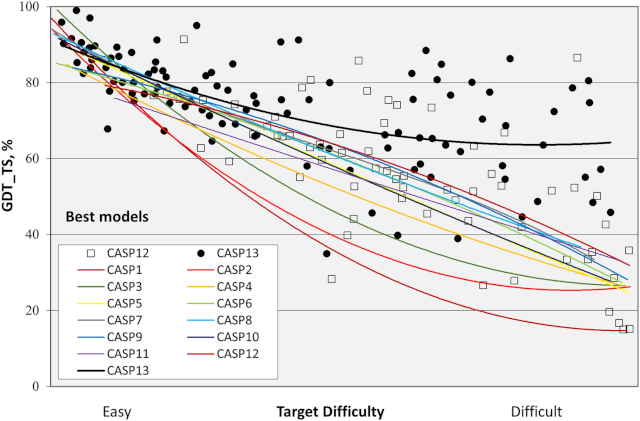 GDT_TS, %
100
80
60
40
20
0
Best models
CASP12 CASP13
CASP1 CASP2
CASP3 CASP4
CASP5 CASP6
CASP7 CASP8
CASP9 CASP10
CASP11 CASP12
CASP13
Easy Target Difficulty Difficult